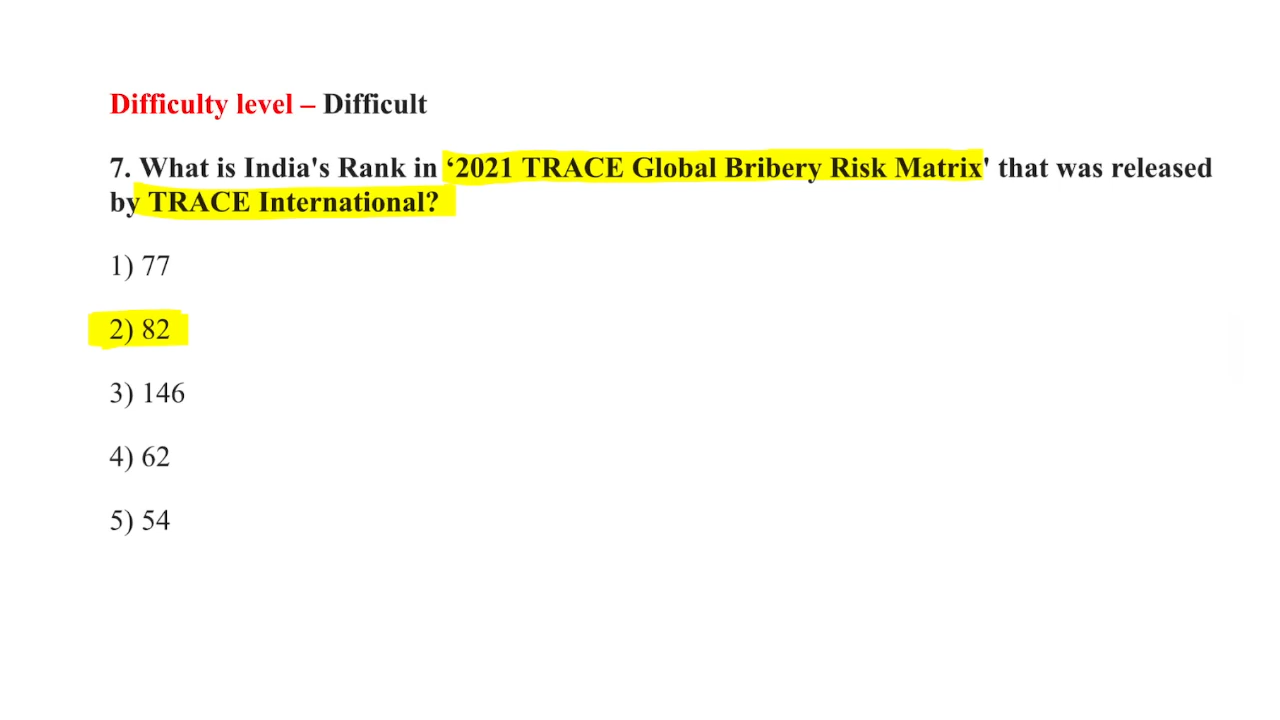 Difficulty level – Difficult
7. What is India's Rank in ‘2021 TRACE Global Bribery Risk Matrix' that was released
by TRACE International?
1) 77
2) 82
3) 146
4) 62
5) 54